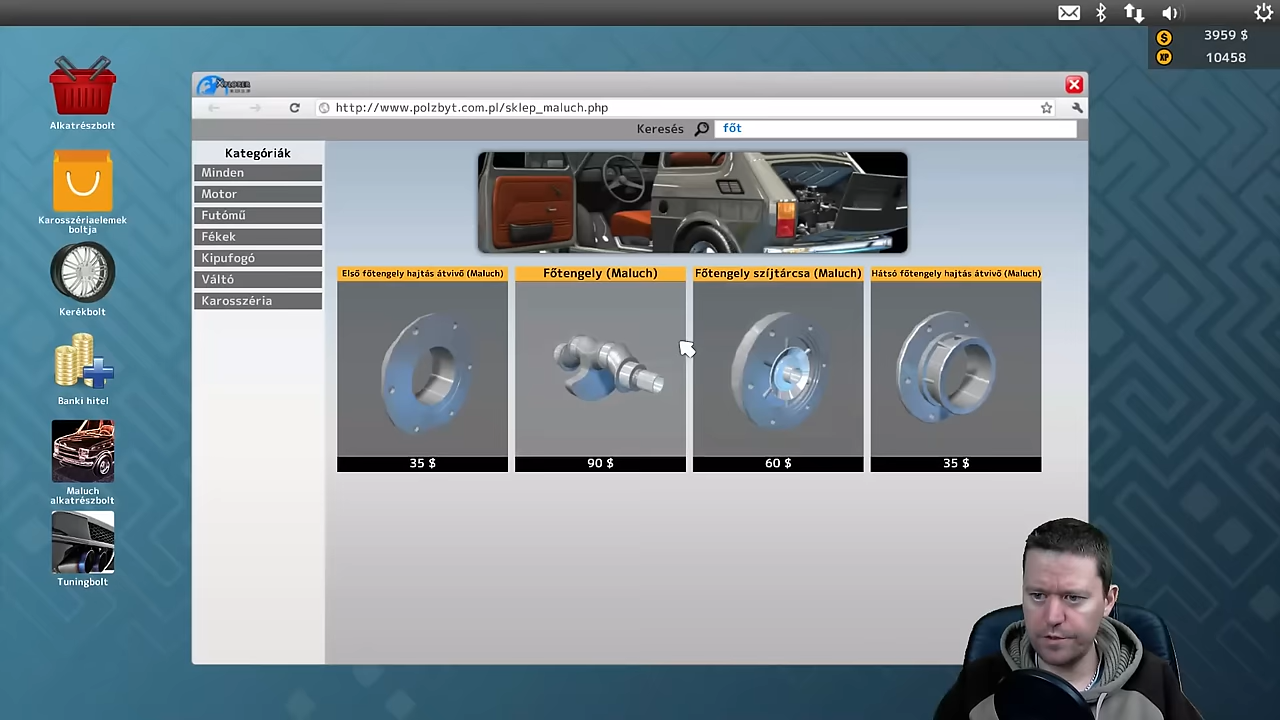 3959 $
10458
Alkatrészbolt
Karosszériaelemek
boltja
Kerékbolt
Banki hitel
Maluch
alkatrészbolt
Tuningbolt
http://www.polzbyt.com.pl/sklep_maluch.php
Keresés
főt
Kategóriák
Minden
Motor
Futómű
Fékek
Kipufogó
Váltó
Karosszéria
Első főtengely hajtás átvivő (Maluch)
Főtengely (Maluch)
Főtengely szíjtárcsa (Maluch)
Hátsó főtengely hajtás átvivő (Maluch)
35 $
90 $
60 $
35 $